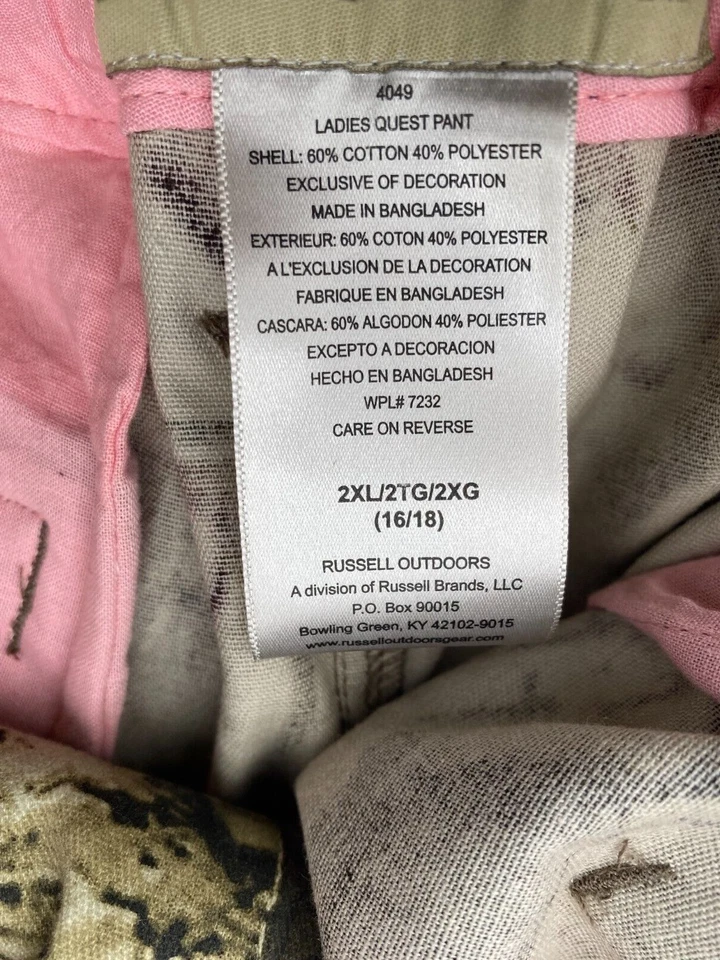 4049
LADIES QUEST PANT
SHELL: 60% COTTON 40% POLYESTER
EXCLUSIVE OF DECORATION
MADE IN BANGLADESH
EXTERIEUR: 60% COTON 40% POLYESTER
A L'EXCLUSION DE LA DECORATION
FABRIQUE EN BANGLADESH
CASCARA: 60% ALGODON 40% POLIESTER
EXCEPTO A DECORACION
HECHO EN BANGLADESH
WPL# 7232
CARE ON REVERSE
2XL/2TG/2XG
(16/18)
RUSSELL OUTDOORS
A division of Russell Brands, LLC
P.O. Box 90015
Bowling Green, KY 42102-9015
www.russelloutdoorsgear.com